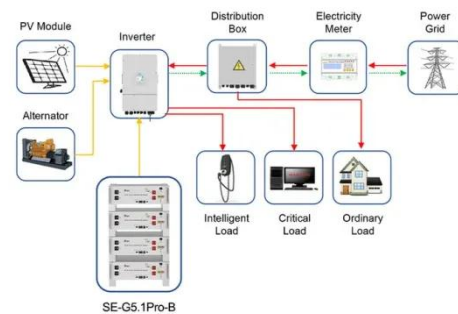 PV Module
Inverter
Distribution
Box
Electricity
Meter
Power
Grid
Alternator
Intelligent
Load
Critical
Load
Ordinary
Load
SE-G5.1Pro-B